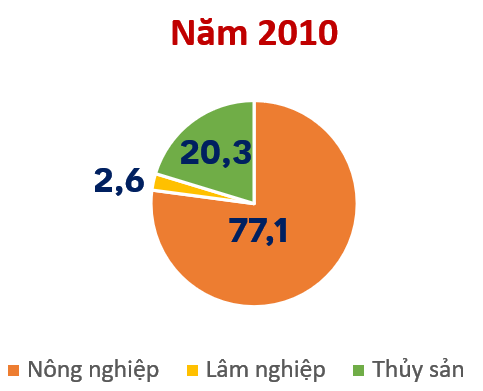 Năm 2010
20,3
2,6
77,1
Nông nghiệp Lâm nghiệp Thủy sản